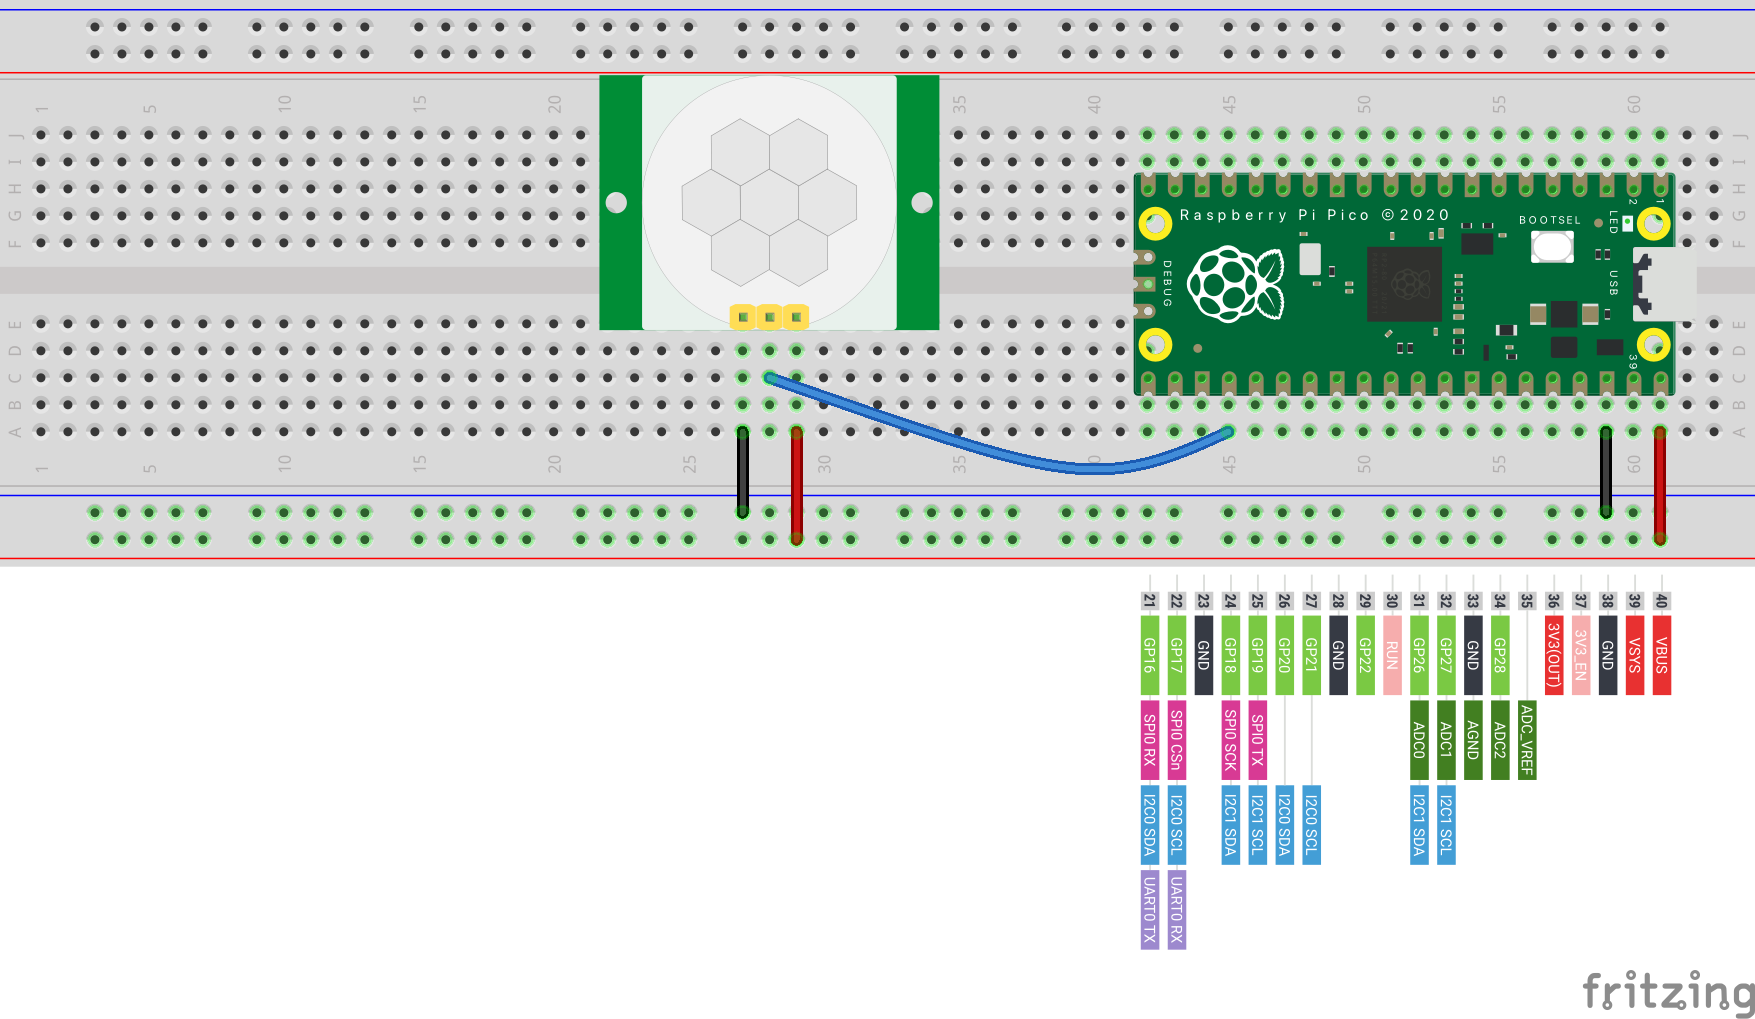 1 5 10 15 20 35 40 45 50 55 60
J J
I I
H H
G G
F F
Raspberry Pi Pico ©2020
BOOTSEL
LED
2
1
DEBUG
USB
39
E E
D D
C C
B B
A A
1 5 10 15 20 25 30 35 40 45 50 55 60
21 GP16 SPI0 RX I2C0 SDA UART0 TX
22 GP17 SPI0 CSn I2C0 SCL UART0 RX
23 GND
24 GP18 SPI0 SCK I2C1 SDA
25 GP19 SPI0 TX I2C1 SCL
26 GP20 I2C0 SDA
27 GP21 I2C0 SCL
28 GND
29 GP22
30 RUN
31 GP26 ADC0 I2C1 SDA
32 GP27 ADC1 I2C1 SCL
33 GND AGND
34 GP28 ADC2
35 ADC_VREF
36 3V3(OUT)
37 3V3_EN
38 GND
39 VSYS
40 VBUS
fritzing